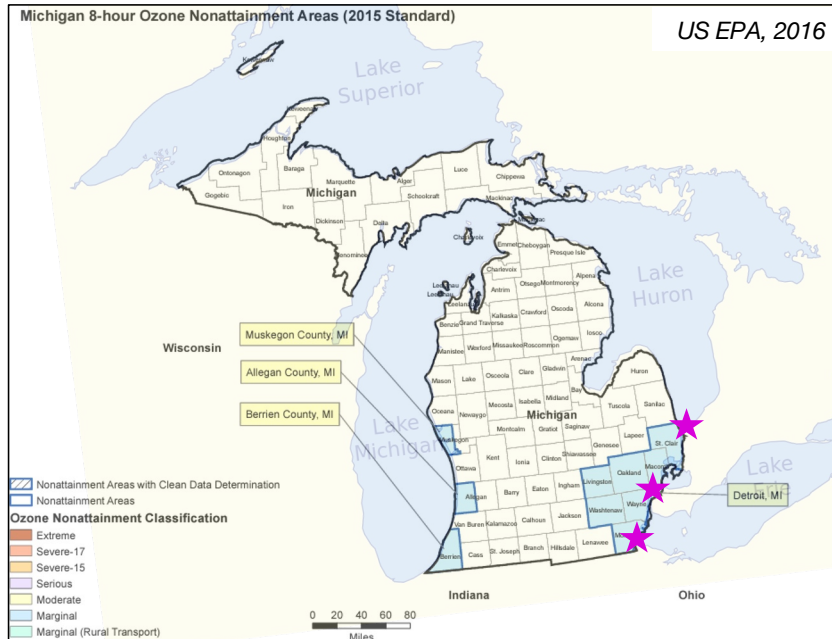 Michigan 8-hour Ozone Nonattainment Areas (2015 Standard)
US EPA, 2016
Lake
Superior
Keweenaw
Keweenaw
Houghton
Ontonagon
Baraga
Gogebic
Marquette
Alger
Luce
Chippewa
Schoolcraft
Mackinac
Michigan
Iron
Dickinson
Delta
Menominee
Charlevoix
Emmet
Cheboygan
Presque Isle
Charlevoix
Antrim
Otsego
Montmorency
Alpena
Leelanau
Benzie
Grand Traverse
Kalkaska
Crawford
Oscoda
Alcona
Manistee
Wexford
Missaukee
Roscommon
Ogemaw
Iosco
Arenac
Mason
Lake
Osceola
Clare
Gladwin
Bay
Huron
Oceana
Newaygo
Mecosta
Isabella
Midland
Tuscola
Sanilac
Michigan
Muskegon
Montcalm
Gratiot
Saginaw
Genesee
Lapeer
St. Clair
Ottawa
Kent
Ionia
Clinton
Shiawassee
Oakland
Macomb
Livingston
Allegan
Barry
Eaton
Ingham
Washtenaw
Wayne
Van Buren
Kalamazoo
Calhoun
Jackson
Berrien
Cass
St. Joseph
Branch
Hillsdale
Lenawee
Lake
Huron
Lake
Michigan
Lake
Erie
Wisconsin
Muskegon County, MI
Allegan County, MI
Berrien County, MI
Detroit, MI
Indiana
Ohio
Nonattainment Areas with Clean Data Determination
Nonattainment Areas
Ozone Nonattainment Classification
Extreme
Severe-17
Severe-15
Serious
Moderate
Marginal
Marginal (Rural Transport)
0 20 40 60 80
Miles